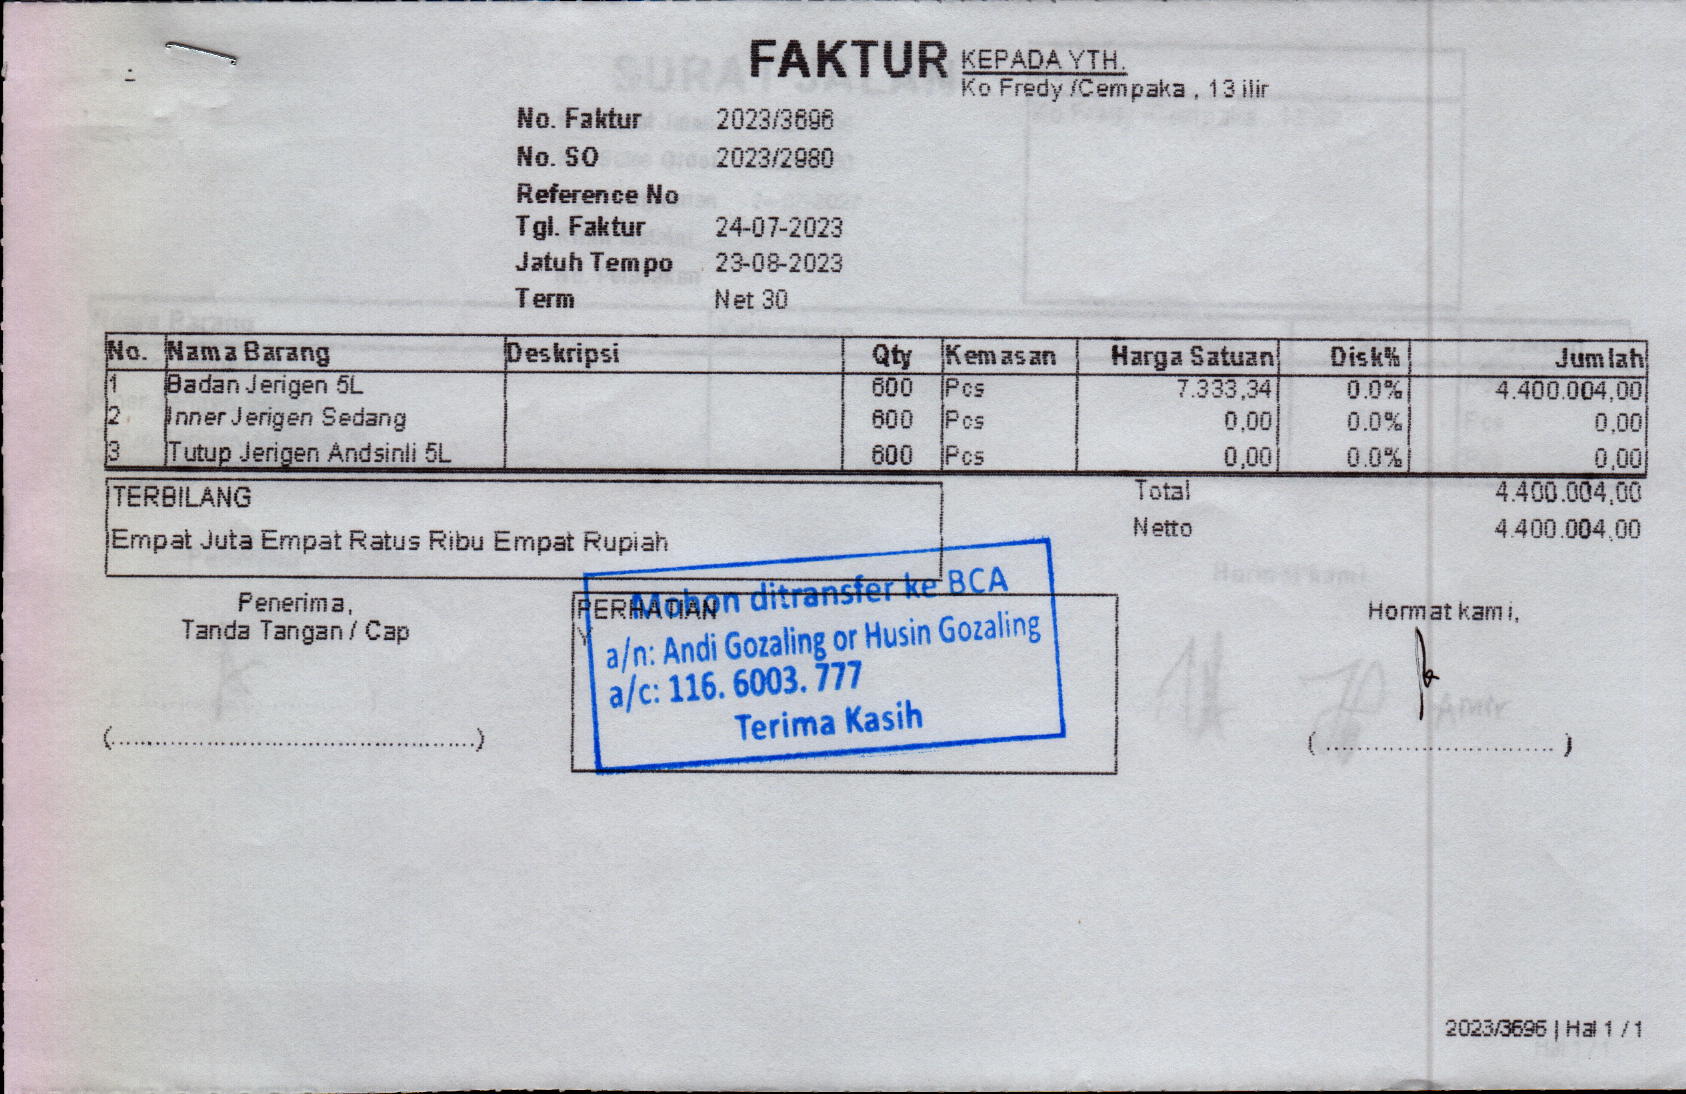 FAKTUR
KEPADA YTH.
Ko Fredy /Cempaka , 13 ilir
No. Faktur 2023/3696
No. SO 2023/2980
Reference No
Tgl. Faktur 24-07-2023
Jatuh Tempo 23-08-2023
Term Net 30
No. Nama Barang Deskripsi Qty Kemasan Harga Satuan Disk% Jumlah
1 Badan Jerigen 5L 600 Pcs 7.333,34 0.0% 4.400.004,00
2 Inner Jerigen Sedang 600 Pcs 0,00 0.0% 0,00
3 Tutup Jerigen Andsinli 5L 600 Pcs 0,00 0.0% 0,00
TERBILANG
Empat Juta Empat Ratus Ribu Empat Rupiah
Total 4.400.004,00
Netto 4.400.004,00
Penerima,
Tanda Tangan / Cap
PERHATIAN
Y
Mohon ditransfer ke BCA
a/n: Andi Gozaling or Husin Gozaling
a/c: 116. 6003. 777
Terima Kasih
Hormat kami,
(................................................)
(............................)
2023/3696 | Hal 1 / 1